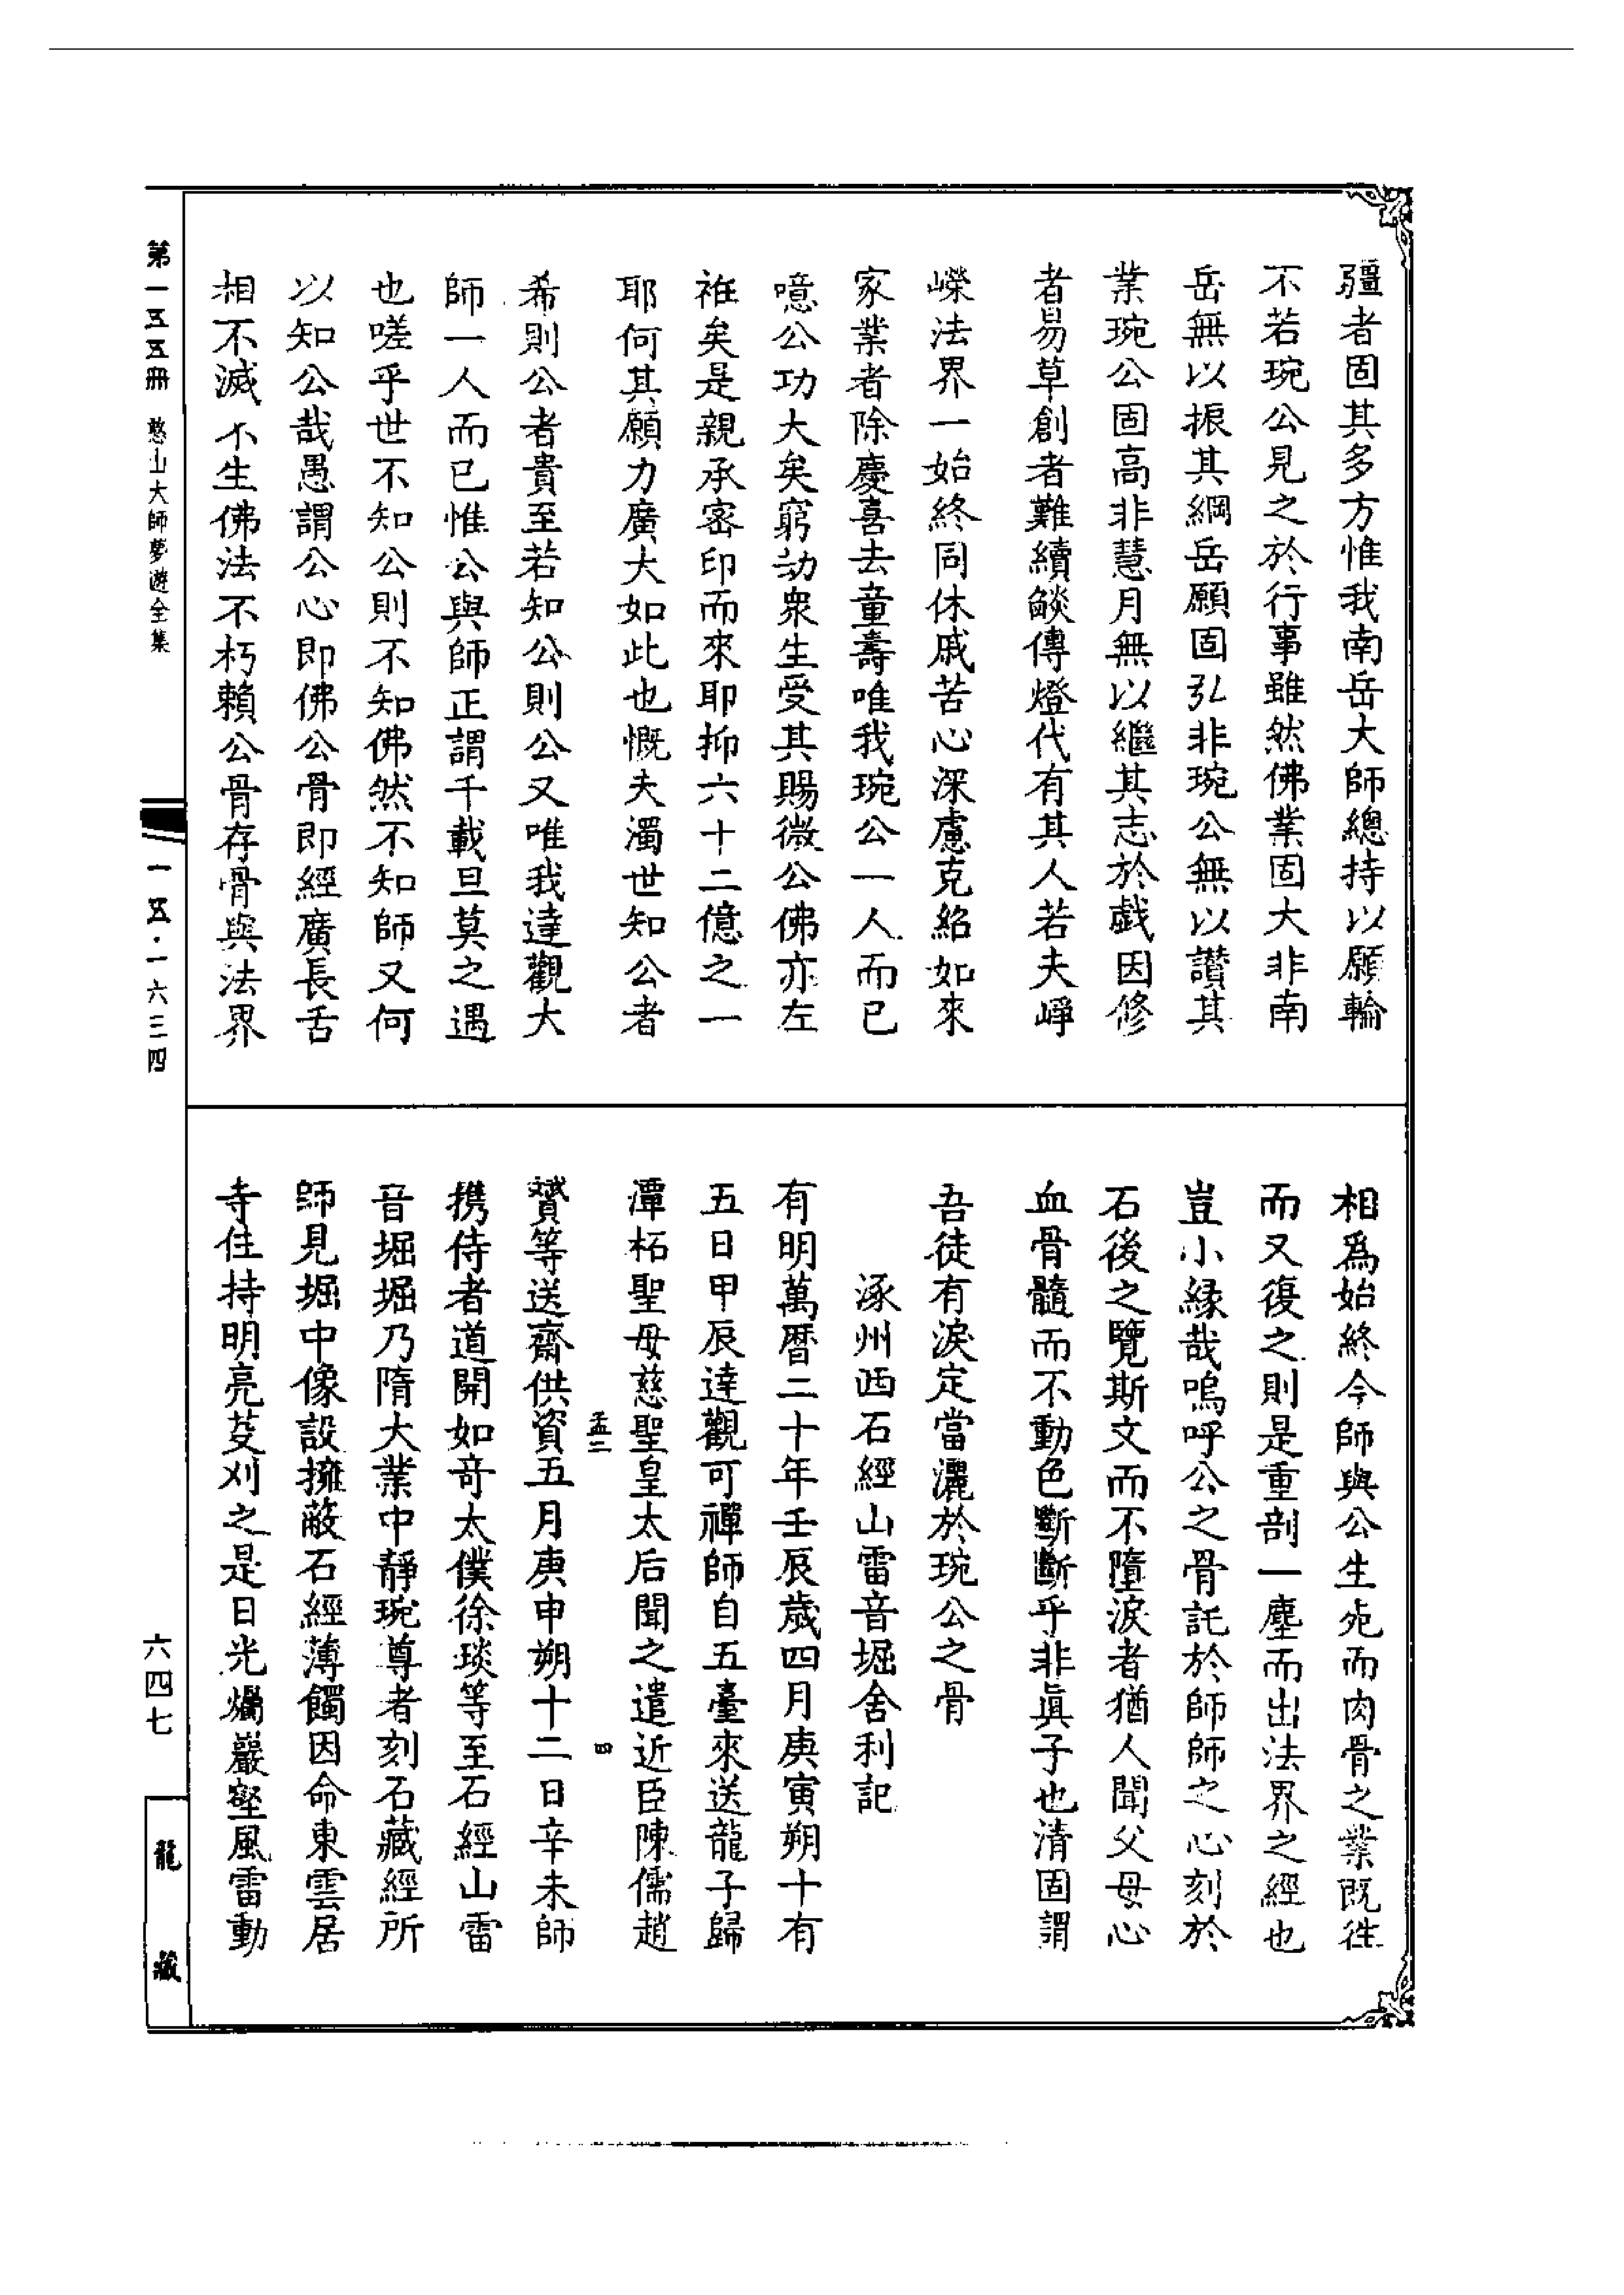 疆者固其多方惟我南岳大師總持以願輪
不若琬公見之於行事雖然佛業固大非南
岳無以振其綱岳願固弘非琬公無以讚其
業琬公固高非慧月無以繼其志於戲因修
者易草創者難續燄傳燈代有其人若夫崢
嶸法界一始終同休戚苦心深慮克紹如來
家業者除慶喜去童壽唯我琬公一人而已
噫公功大矣窮劫衆生受其賜微公佛亦左
袵矣是親承密印而來耶抑六十二億之一
耶何其願力廣大如此也慨夫濁世知公者
希則公者貴至若知公則公又唯我達觀大
師一人而已惟公與師正謂千載旦莫之遇
也嗟乎世不知公則不知佛然不知師又何
以知公哉愚謂公心即佛公骨即經廣長舌
相不滅不生佛法不朽賴公骨存骨與法界
相爲始終今師與公生死而肉骨之業既往
而又復之則是重剖一塵而出法界之經也
豈小緣哉嗚呼公之骨託於師師之心刻於
石後之覽斯文而不墮淚者猶人聞父母心
血骨髓而不動色斷斷乎非眞子也清固謂
吾徒有淚定當灑於琬公之骨
涿州西石經山雷音堀舍利記
有明萬曆二十年壬辰歲四月庚寅朔十有
五日甲辰達觀可禪師自五臺來送龍子歸
潭柘聖母慈聖皇太后聞之遣近臣陳儒趙
孟二
四
贇等送齋供資五月庚申朔十二日辛未師
携侍者道開如奇太僕徐琰等至石經山雷
音堀堀乃隋大業中靜琬尊者刻石藏經所
師見堀中像設擁蔽石經薄蠲因命東雲居
寺住持明亮芟刈之是日光燭巖壑風雷動
第一五五冊
憨山大師夢遊全集
一五·一六三四
六四七
龍藏